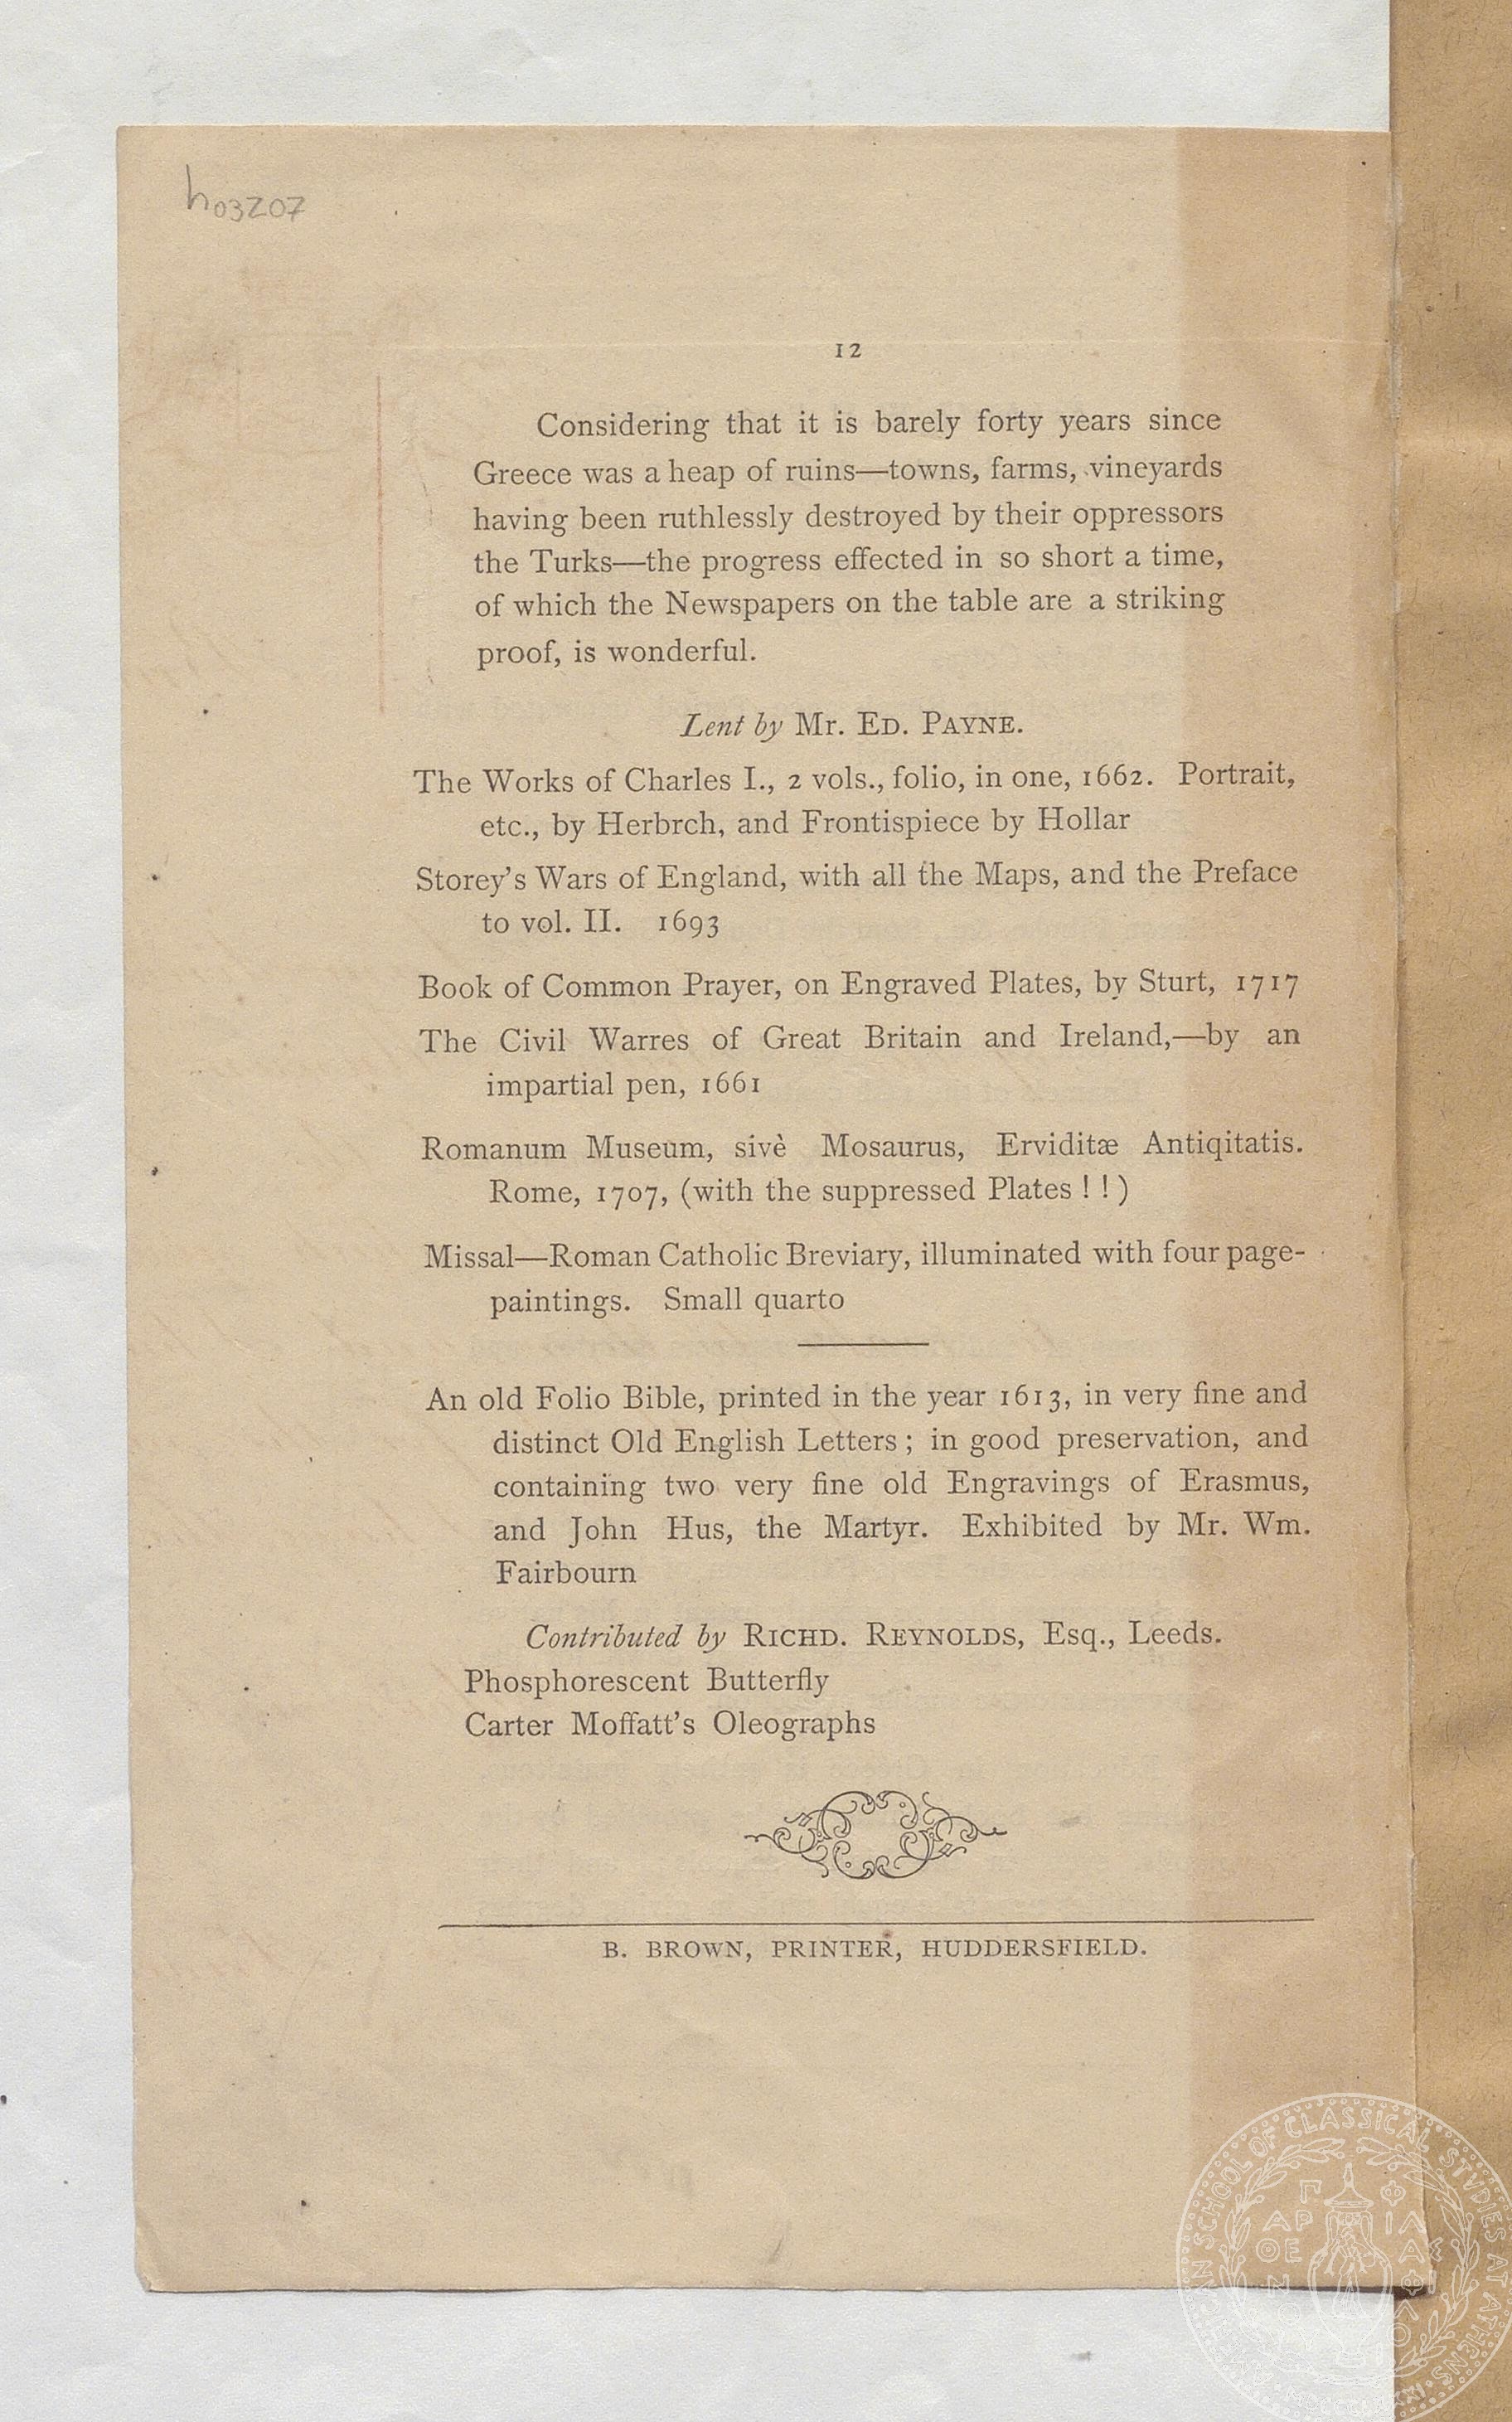 h03207
12
Considering that it is barely forty years since
Greece was a heap of ruins—towns, farms, vineyards
having been ruthlessly destroyed by their oppressors
the Turks—the progress effected in so short a time,
of which the Newspapers on the table are a striking
proof, is wonderful.
Lent by Mr. ED. PAYNE.
The Works of Charles I., 2 vols., folio, in one, 1662. Portrait,
etc., by Herbrch, and Frontispiece by Hollar
Storey's Wars of England, with all the Maps, and the Preface
to vol. II. 1693
Book of Common Prayer, on Engraved Plates, by Sturt, 1717
The Civil Warres of Great Britain and Ireland,—by an
impartial pen, 1661
Romanum Museum, sivè Mosaurus, Erviditæ Antiqitatis.
Rome, 1707, (with the suppressed Plates ! ! )
Missal—Roman Catholic Breviary, illuminated with four page-
paintings. Small quarto
An old Folio Bible, printed in the year 1613, in very fine and
distinct Old English Letters ; in good preservation, and
containing two very fine old Engravings of Erasmus,
and John Hus, the Martyr. Exhibited by Mr. Wm.
Fairbourn
Contributed by RICHD. REYNOLDS, Esq., Leeds.
Phosphorescent Butterfly
Carter Moffatt's Oleographs
B. BROWN, PRINTER, HUDDERSFIELD.
SCHOOL OF CLASSICAL STVDIES AT ATHENS